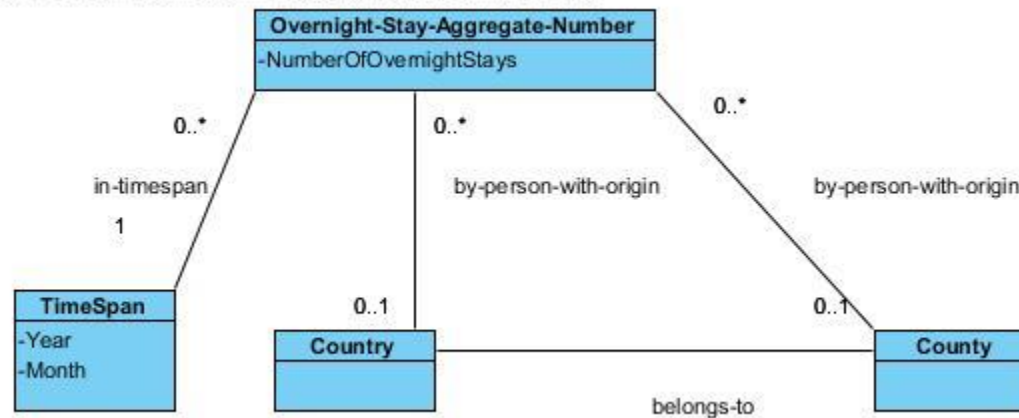 Overnight-Stay-Aggregate-Number
-NumberOfOvernightStays
0..*
0..*
0..*
in-timespan
by-person-with-origin
by-person-with-origin
1
TimeSpan
-Year
-Month
0..1
0..1
Country
County
belongs-to